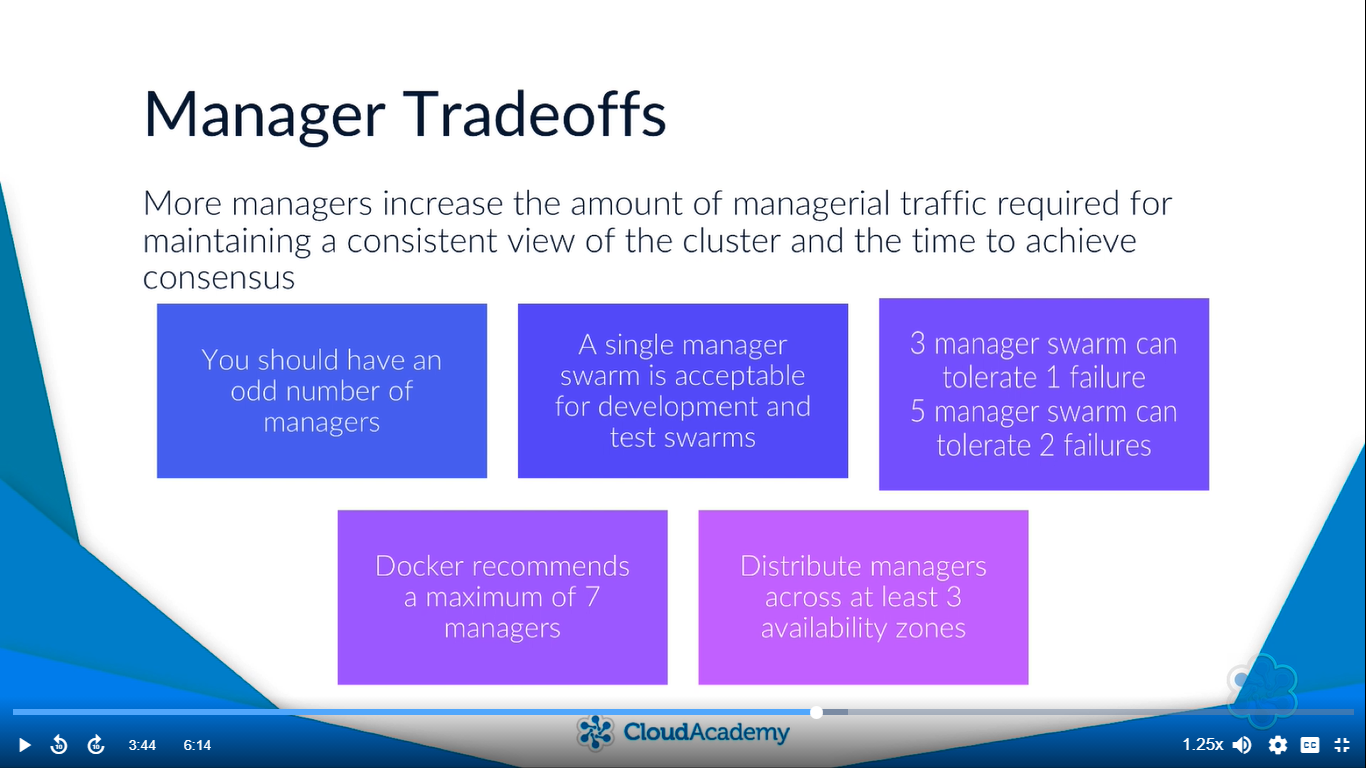 Manager Tradeoffs
More managers increase the amount of managerial traffic required for
maintaining a consistent view of the cluster and the time to achieve
consensus
You should have an
odd number of
managers
A single manager
swarm is acceptable
for development and
test swarms
3 manager swarm can
tolerate 1 failure
5 manager swarm can
tolerate 2 failures
Docker recommends
a maximum of 7
managers
Distribute managers
across at least 3
availability zones
CloudAcademy
10
10
3:44
6:14
1.25x
CC